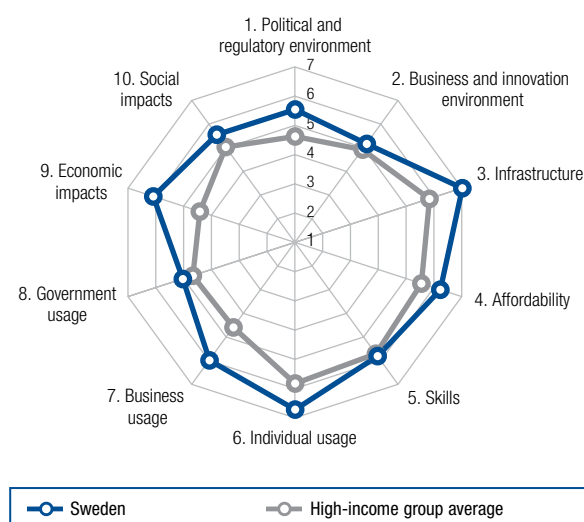 1. Political and
regulatory environment
7
10. Social
impacts
2. Business and innovation
environment
6
5
9. Economic
impacts
3. Infrastructure
4
3
2
1
8. Government
usage
4. Affordability
7. Business
usage
5. Skills
6. Individual usage
Sweden
High-income group average